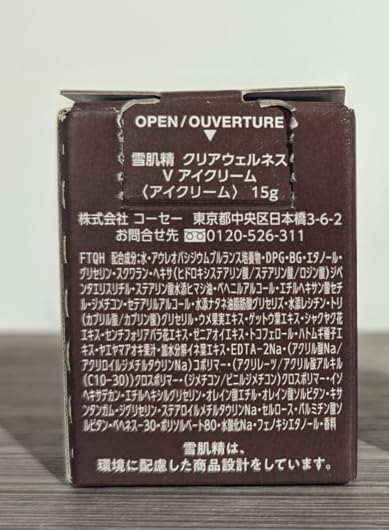 OPEN/OUVERTURE
雪肌精 クリアウェルネス
V アイクリーム
〈アイクリーム〉 15g
株式会社 コーセー 東京都中央区日本橋3-6-2
お問合せ先 0120-526-311
FTQH 配合成分:水・アウレオバシジウムプルランス培養物・DPG・BG・エタノール・
グリセリン・スクワラン・ヘキサ(ヒドロキシステアリン酸/ステアリン酸/ロジン酸)ジペ
ンタエリスリチル・ステアリン酸水添ヒマシ油・ベヘニルアルコール・エチルヘキサン酸セ
チル・ジメチコン・セテアリルアルコール・水添ナタネ油脂肪酸グリセリズ・水添レシチン・トリ
(カプリル酸/カプリン酸)グリセリル・ウメ果実エキス・デットウ葉エキス・シャクヤク花
エキス・センチフォリアバラ花エキス・ゼニアオイエキス・トコフェロール・ハトムギ種子エ
キス・ヤエヤマアオキ果汁・加水分解イネ葉エキス・EDTA-2Na・(アクリル酸Na/
アクリロイルジメチルタウリンNa)コポリマー・(アクリレーツ/アクリル酸アルキル
(C10-30))クロスポリマー・(ジメチコン/ビニルジメチコン)クロスポリマー・イソ
ヘキサデカン・エチルヘキシルグリセリン・オレイン酸エチル・オレイン酸ソルビタン・キサ
ンタンガム・ジグリセリン・ステアロイルメチルタウリンNa・セルロース・パルミチン酸ソ
ルビタン・ベヘネス-30・ポリソルベート80・水酸化Na・フェノキシエタノール・香料
雪肌精は、
環境に配慮した商品設計をしています。